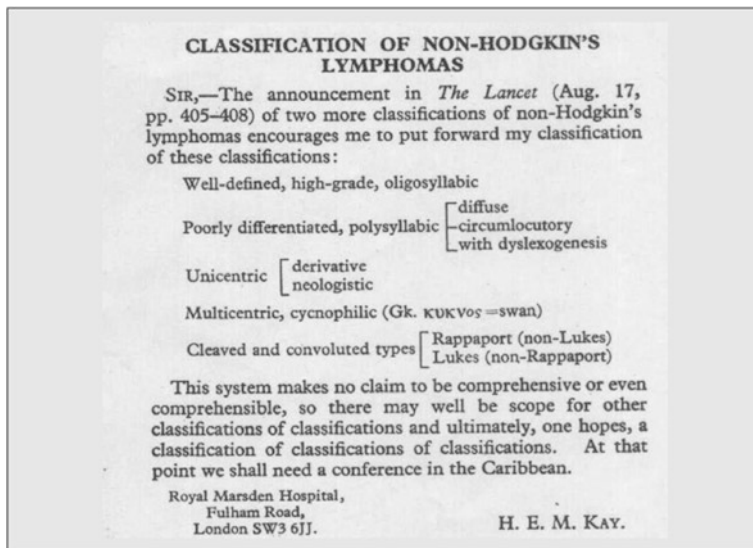 CLASSIFICATION OF NON-HODGKIN'S
LYMPHOMAS
SIR,—The announcement in The Lancet (Aug. 17,
pp. 405–408) of two more classifications of non-Hodgkin's
lymphomas encourages me to put forward my classification
of these classifications:
Well-defined, high-grade, oligosyllabic
Poorly differentiated, polysyllabic
diffuse
circumlocutory
with dyslexogenesis
Unicentric
derivative
neologistic
Multicentric, cycnophilic (Gk. κυκνος=swan)
Cleaved and convoluted types
Rappaport (non-Lukes)
Lukes (non-Rappaport)
This system makes no claim to be comprehensive or even
comprehensible, so there may well be scope for other
classifications of classifications and ultimately, one hopes, a
classification of classifications of classifications. At that
point we shall need a conference in the Caribbean.
Royal Marsden Hospital,
Fulham Road,
London SW3 6JJ.
H. E. M. KAY.